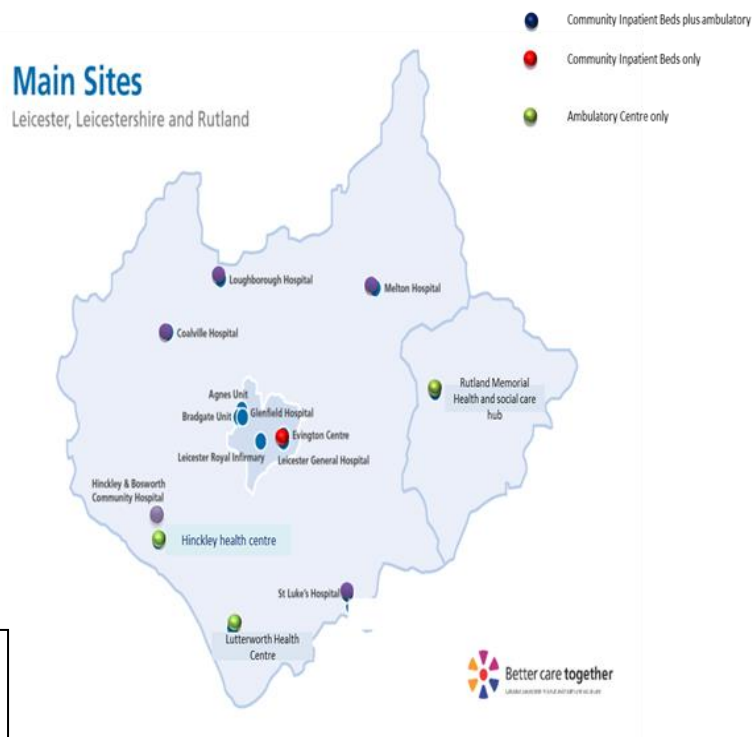 Community Inpatient Beds plus ambulatory
Main Sites
Leicester, Leicestershire and Rutland
Community Inpatient Beds only
Ambulatory Centre only
Loughborough Hospital
Melton Hospital
Coalville Hospital
Rutland Memorial
Health and social care
hub
Agnes Unit
Bradgate Unit
Glenfield Hospital
Evington Centre
Leicester Royal Infirmary
Leicester General Hospital
Hinckley & Bosworth
Community Hospital
Hinckley health centre
St Luke's Hospital
Lutterworth Health
Centre
Better care together